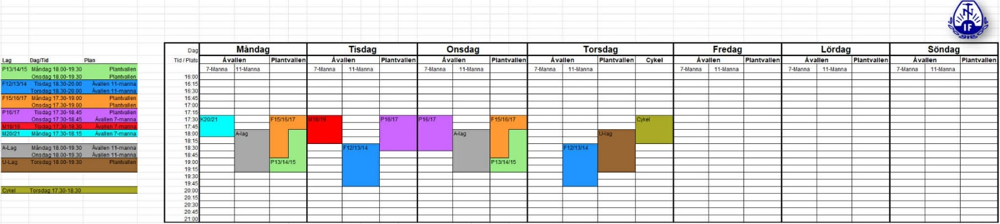 N
IF
1918
Dag Måndag Tisdag Onsdag Torsdag Fredag Lördag Söndag
Lag Dag/Tid Plan
Tid / Plats Åvallen Plantvallen Åvallen Plantvallen Åvallen Plantvallen Åvallen Plantvallen Cykel Åvallen Plantvallen Åvallen Plantvallen Åvallen Plantvallen
7-Manna 11-Manna 7-Manna 11-Manna 7-Manna 11-Manna 7-Manna 11-Manna 7-Manna 11-Manna 7-Manna 11-Manna 7-Manna 11-Manna
P13/14/15 Måndag 18.00-19.30 Plantvallen
Onsdag 18.00-19.30 Plantvallen
F12/13/14 Tisdag 18.30-20.00 Åvallen 11-manna
Torsdag 18.30-20.00 Åvallen 11-manna
F15/16/17 Måndag 17.30-19.00 Plantvallen
Onsdag 17.30-19.00 Plantvallen
P16/17 Tisdag 17.30-18.45 Plantvallen
Onsdag 17.30-18.45 Åvallen 7-manna
M18/19 Tisdag 17.30-18.30 Åvallen 7-manna
M20/21 Måndag 17.30-18.15 Åvallen 7-manna
A-Lag Måndag 18.00-19.30 Åvallen 11-manna
Onsdag 18.00-19.30 Åvallen 11-manna
U-Lag Torsdag 18.00-19.30 Plantvallen
Cykel Torsdag 17.30-18.30
16:00
16:15
16:30
16:45
17:00
17:15
17:30 K20/21 F15/16/17 M18/19 P16/17 P16/17 F15/16/17 Cykel
17:45
18:00 A-lag A-lag U-lag
18:15
18:30 F12/13/14 F12/13/14
18:45
19:00 P13/14/15 P13/14/15
19:15
19:30
19:45
20:00
20:15
20:30
20:45
21:00